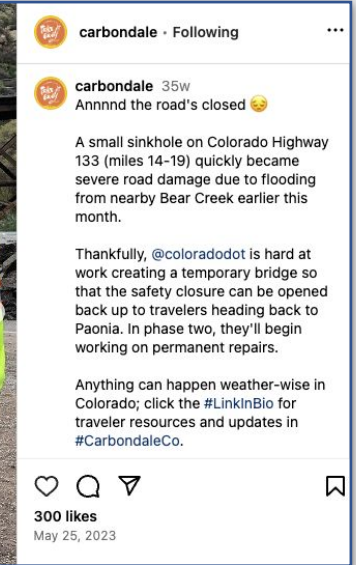 carbondale • Following
carbondale 35w
Annnnd the road's closed 😔
A small sinkhole on Colorado Highway
133 (miles 14-19) quickly became
severe road damage due to flooding
from nearby Bear Creek earlier this
month.
Thankfully, @coloradodot is hard at
work creating a temporary bridge so
that the safety closure can be opened
back up to travelers heading back to
Paonia. In phase two, they'll begin
working on permanent repairs.
Anything can happen weather-wise in
Colorado; click the #LinkInBio for
traveler resources and updates in
#CarbondaleCo.
300 likes
May 25, 2023